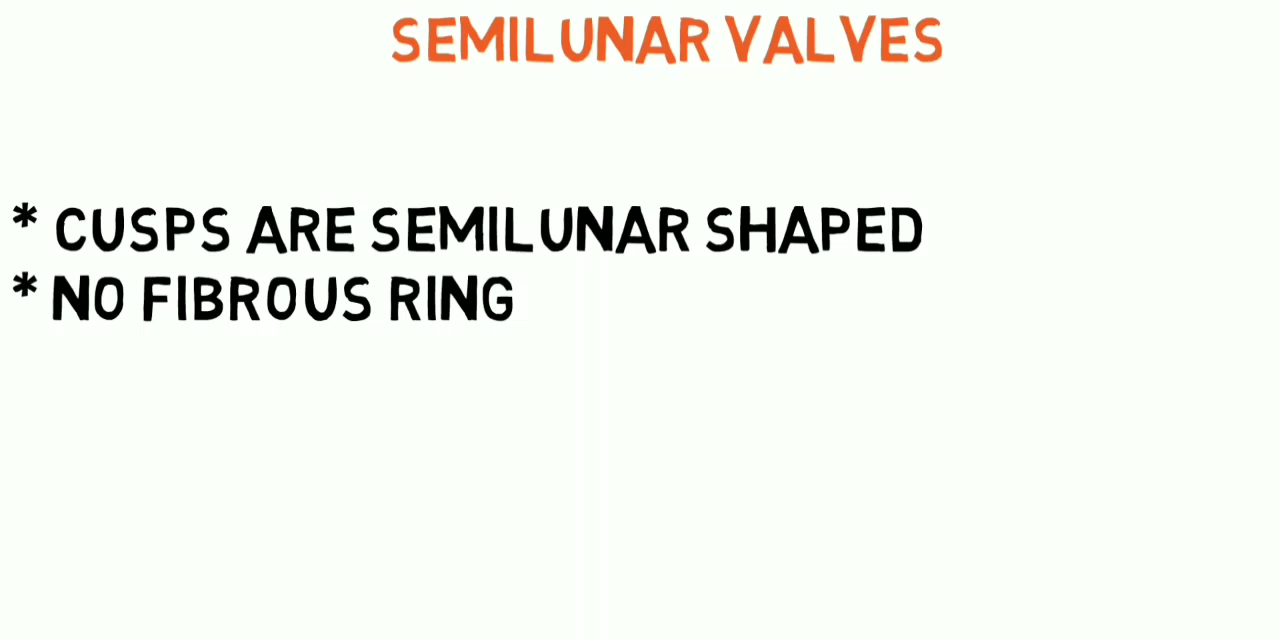 SEMILUNAR VALVES
* CUSPS ARE SEMILUNAR SHAPED
* NO FIBROUS RING